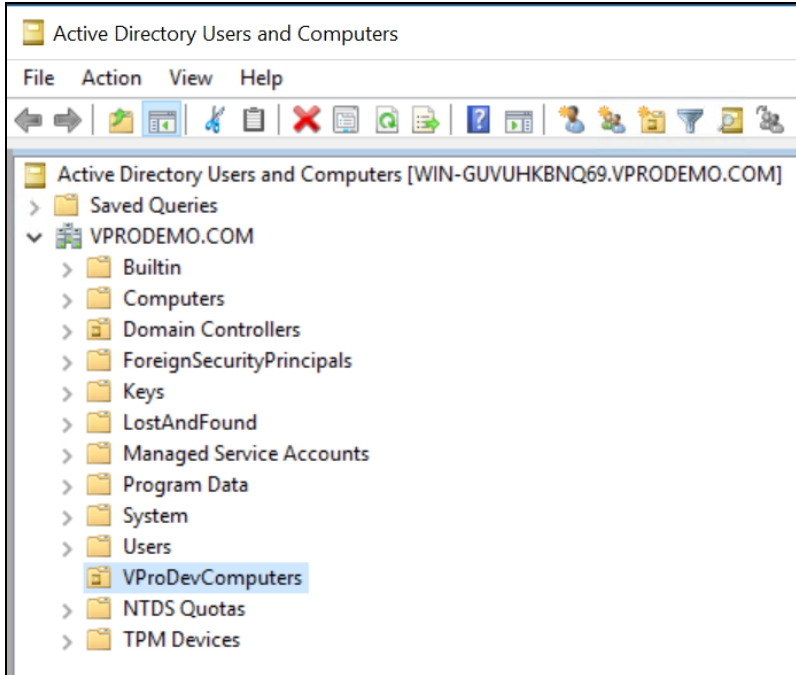 Active Directory Users and Computers
File Action View Help
Active Directory Users and Computers [WIN-GUVUHKBNQ69.VPRODEMO.COM]
Saved Queries
VPRODEMO.COM
Builtin
Computers
Domain Controllers
ForeignSecurityPrincipals
Keys
LostAndFound
Managed Service Accounts
Program Data
System
Users
VProDevComputers
NTDS Quotas
TPM Devices